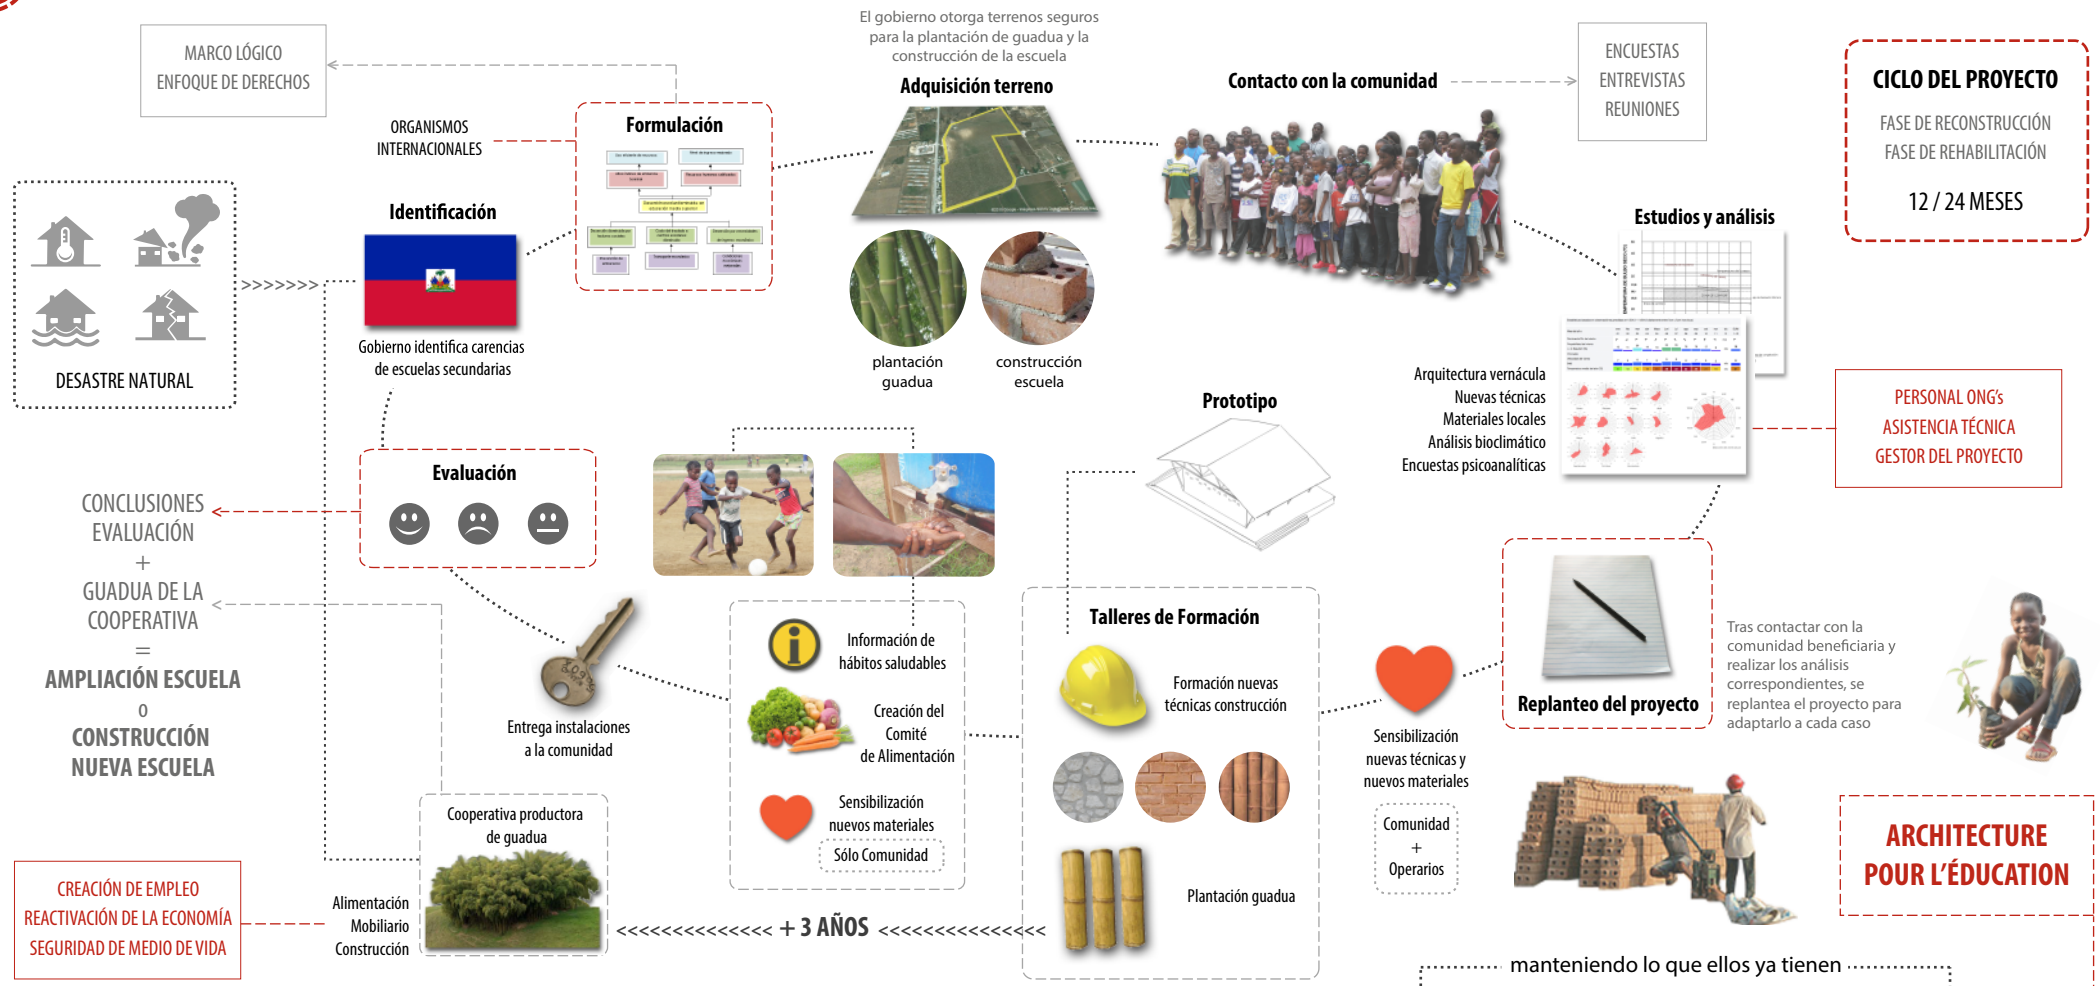 El gobierno otorga terrenos seguros
para la plantación de guadua y la
construcción de la escuela
MARCO LÓGICO
ENFOQUE DE DERECHOS
ENCUESTAS
ENTREVISTAS
REUNIONES
CICLO DEL PROYECTO
FASE DE RECONSTRUCCIÓN
FASE DE REHABILITACIÓN
12 / 24 MESES
Adquisición terreno
Contacto con la comunidad
ORGANISMOS
INTERNACIONALES
Formulación
Identificación
Estudios y análisis
DESASTRE NATURAL
>>>>>>>
Gobierno identifica carencias
de escuelas secundarias
plantación
guadua
construcción
escuela
Arquitectura vernácula
Nuevas técnicas
Materiales locales
Análisis bioclimático
Encuestas psicoanalíticas
PERSONAL ONG's
ASISTENCIA TÉCNICA
GESTOR DEL PROYECTO
Prototipo
Evaluación
CONCLUSIONES
EVALUACIÓN
+
GUADUA DE LA
COOPERATIVA
=
AMPLIACIÓN ESCUELA
O
CONSTRUCCIÓN
NUEVA ESCUELA
Entrega instalaciones
a la comunidad
Información de
hábitos saludables
Creación del
Comité
de Alimentación
Sensibilización
nuevos materiales
Sólo Comunidad
Talleres de Formación
Formación nuevas
técnicas construcción
Plantación guadua
Sensibilización
nuevas técnicas y
nuevos materiales
Comunidad
+
Operarios
Replanteo del proyecto
Tras contactar con la
comunidad beneficiaria y
realizar los análisis
correspondientes, se
replantea el proyecto para
adaptarlo a cada caso
Cooperativa productora
de guadua
Alimentación
Mobiliario
Construcción
CREACIÓN DE EMPLEO
REACTIVACIÓN DE LA ECONOMÍA
SEGURIDAD DE MEDIO DE VIDA
<<<<<<<<<<<<<< + 3 AÑOS <<<<<<<<<<<<<<<
ARCHITECTURE
POUR L'ÉDUCATION
manteniendo lo que ellos ya tienen